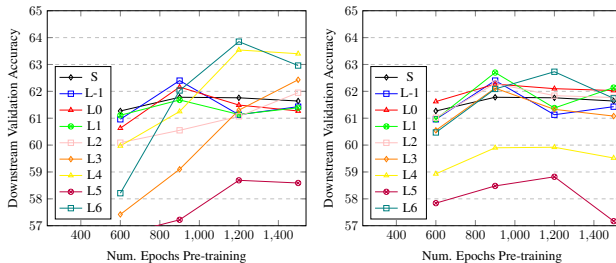 65
64
63
62
61
60
59
58
57
Downstream Validation Accuracy
S
L-1
L0
L1
L2
L3
L4
L5
L6
400 600 800 1,000 1,200 1,400
Num. Epochs Pre-training
65
64
63
62
61
60
59
58
57
Downstream Validation Accuracy
S
L-1
L0
L1
L2
L3
L4
L5
L6
400 600 800 1,000 1,200 1,400
Num. Epochs Pre-training